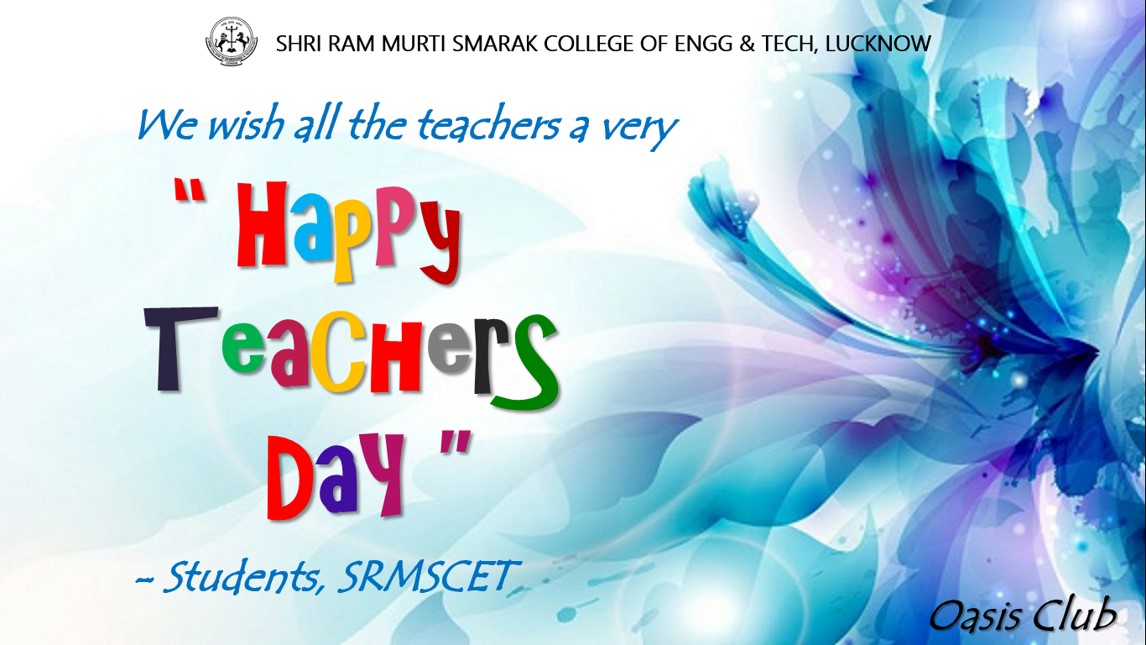 SHRI RAM MURTI SMARAK COLLEGE OF ENGG & TECH, LUCKNOW
We wish all the teachers a very
“ Happy
Teachers
Day ”
~ Students, SRMSCET
Oasis Club